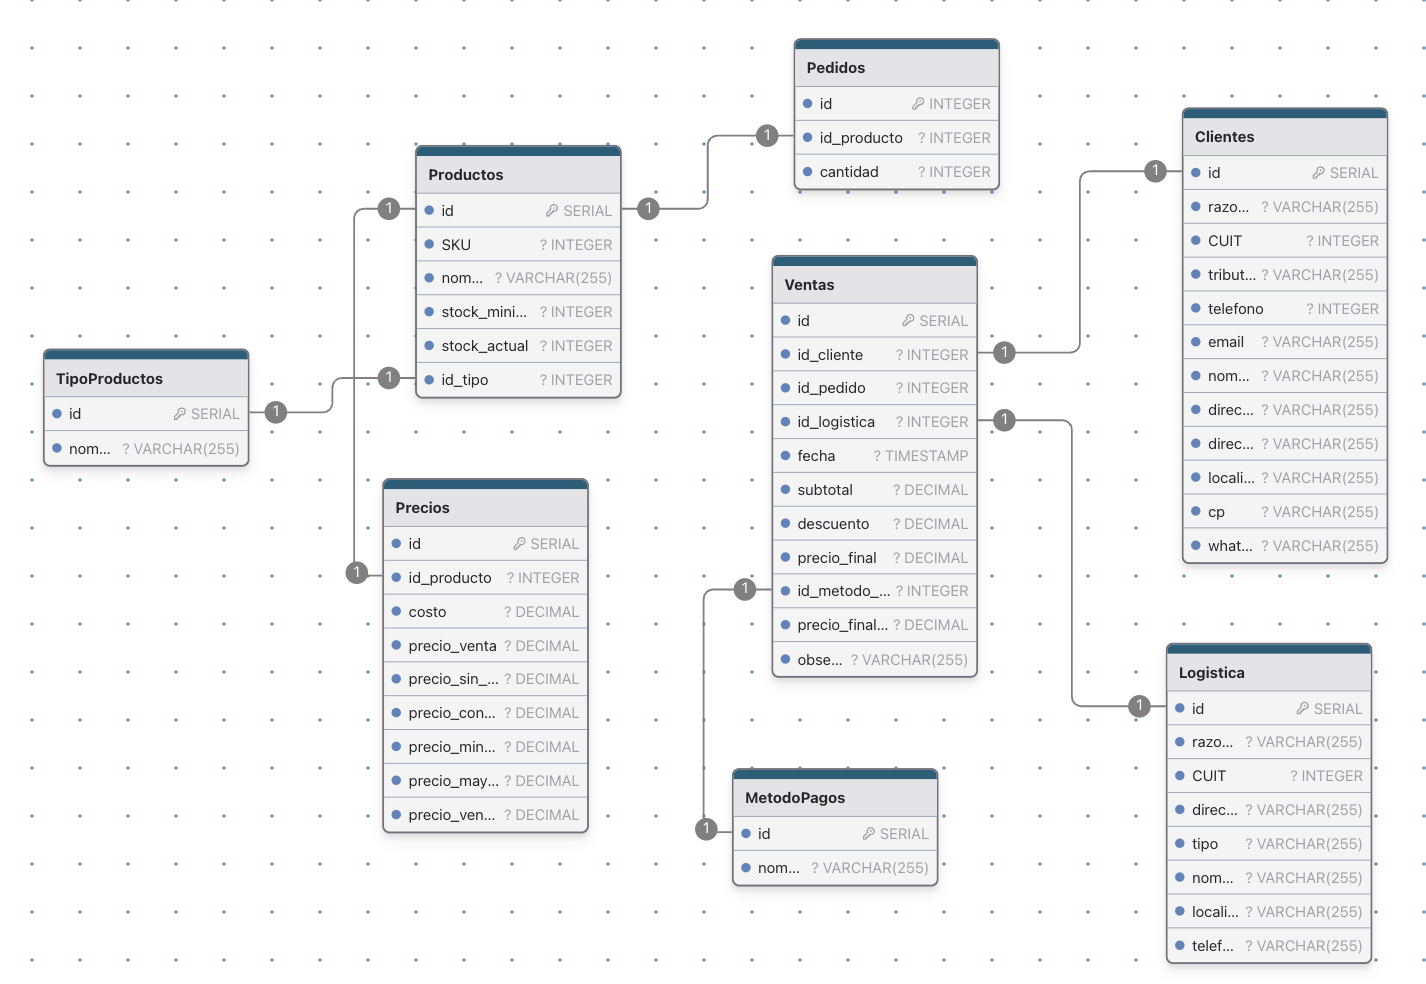 Pedidos
id INTEGER
id_producto ? INTEGER
cantidad ? INTEGER
1
1
Productos
id SERIAL
SKU ? INTEGER
nom... ? VARCHAR(255)
stock_mini... ? INTEGER
stock_actual ? INTEGER
id_tipo ? INTEGER
1
1
TipoProductos
id SERIAL
nom... ? VARCHAR(255)
1
Precios
id SERIAL
id_producto ? INTEGER
costo ? DECIMAL
precio_venta ? DECIMAL
precio_sin_... ? DECIMAL
precio_con... ? DECIMAL
precio_min... ? DECIMAL
precio_may... ? DECIMAL
precio_ven... ? DECIMAL
1
Ventas
id SERIAL
id_cliente ? INTEGER
id_pedido ? INTEGER
id_logistica ? INTEGER
fecha ? TIMESTAMP
subtotal ? DECIMAL
descuento ? DECIMAL
precio_final ? DECIMAL
id_metodo_... ? INTEGER
precio_final... ? DECIMAL
obse... ? VARCHAR(255)
1
1
1
MetodoPagos
id SERIAL
nom... ? VARCHAR(255)
1
Clientes
id SERIAL
razo... ? VARCHAR(255)
CUIT ? INTEGER
tribut... ? VARCHAR(255)
telefono ? INTEGER
email ? VARCHAR(255)
nom... ? VARCHAR(255)
direc... ? VARCHAR(255)
direc... ? VARCHAR(255)
locali... ? VARCHAR(255)
cp ? VARCHAR(255)
what... ? VARCHAR(255)
1
Logistica
id SERIAL
razo... ? VARCHAR(255)
CUIT ? INTEGER
direc... ? VARCHAR(255)
tipo ? VARCHAR(255)
nom... ? VARCHAR(255)
locali... ? VARCHAR(255)
telef... ? VARCHAR(255)
1